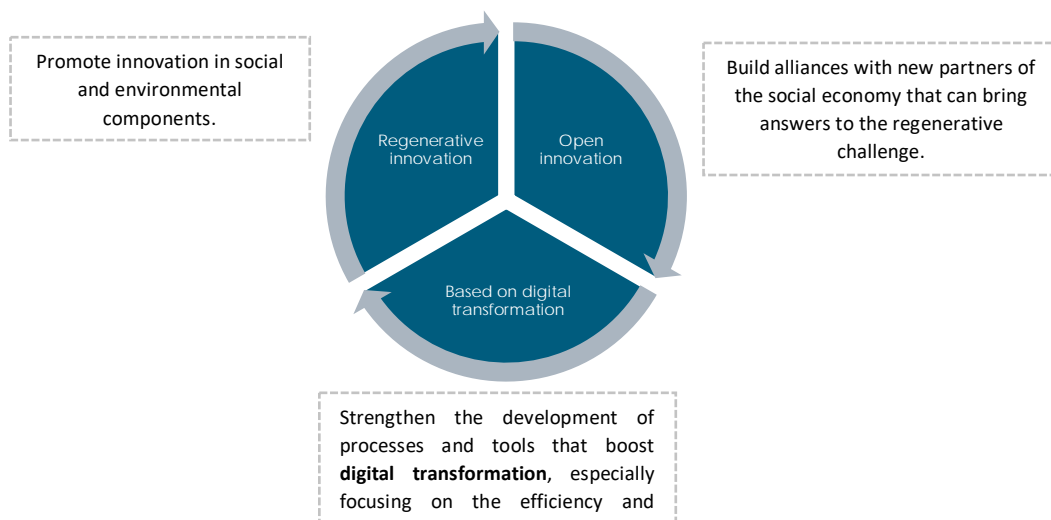 Promote innovation in social
and environmental
components.
Build alliances with new partners of
the social economy that can bring
answers to the regenerative
challenge.
Regenerative
innovation
Open
innovation
Based on digital
transformation
Strengthen the development of
processes and tools that boost
digital transformation, especially
focusing on the efficiency and